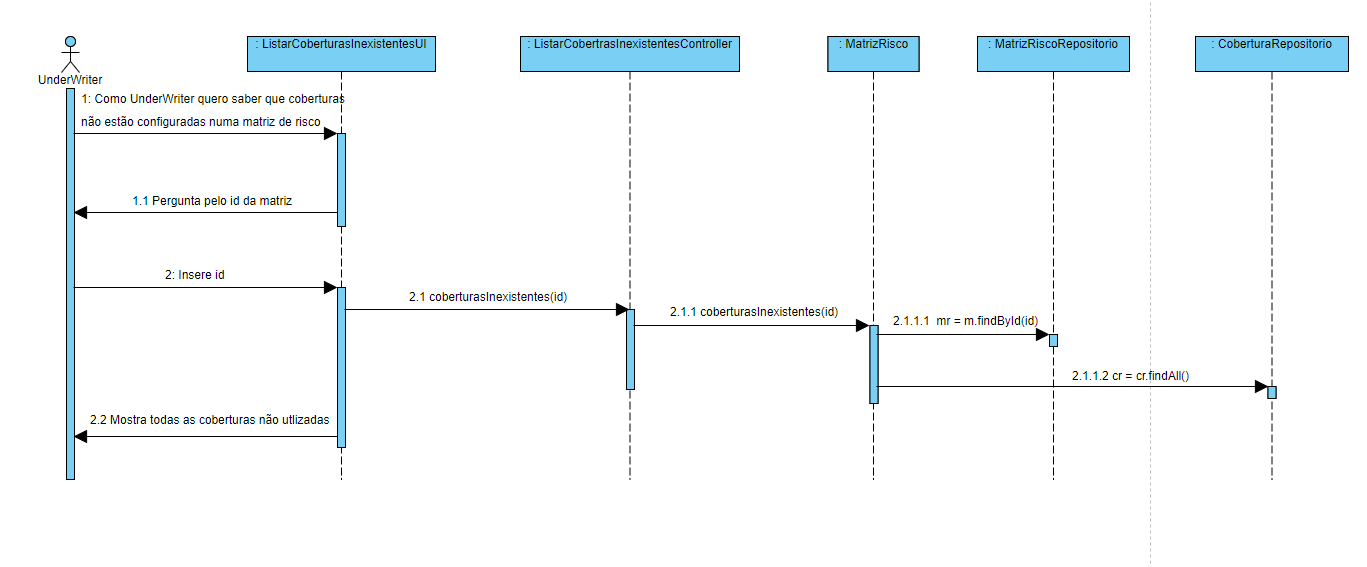 : ListarCoberturasInexistentesUI
: ListarCobertrasInexistentesController
: MatrizRisco
: MatrizRiscoRepositorio
: CoberturaRepositorio
UnderWriter
1: Como UnderWriter quero saber que coberturas
não estão configuradas numa matriz de risco
1.1 Pergunta pelo id da matriz
2: Insere id
2.1 coberturasInexistentes(id)
2.1.1 coberturasInexistentes(id)
2.1.1.1 mr = m.findById(id)
2.1.1.2 cr = cr.findAll()
2.2 Mostra todas as coberturas não utlizadas